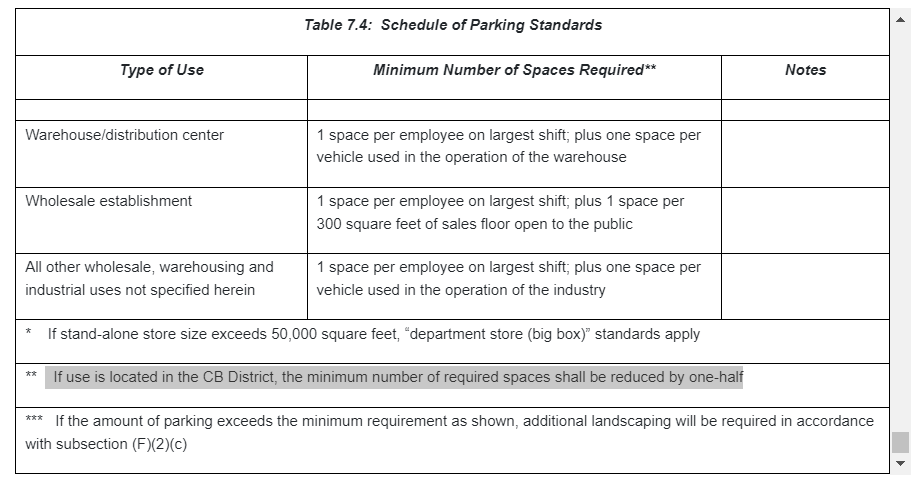 Table 7.4: Schedule of Parking Standards
Type of Use
Minimum Number of Spaces Required**
Notes
Warehouse/distribution center
1 space per employee on largest shift; plus one space per
vehicle used in the operation of the warehouse
Wholesale establishment
1 space per employee on largest shift; plus 1 space per
300 square feet of sales floor open to the public
All other wholesale, warehousing and
industrial uses not specified herein
1 space per employee on largest shift; plus one space per
vehicle used in the operation of the industry
* If stand-alone store size exceeds 50,000 square feet, “department store (big box)” standards apply
** If use is located in the CB District, the minimum number of required spaces shall be reduced by one-half
*** If the amount of parking exceeds the minimum requirement as shown, additional landscaping will be required in accordance
with subsection (F)(2)(c)